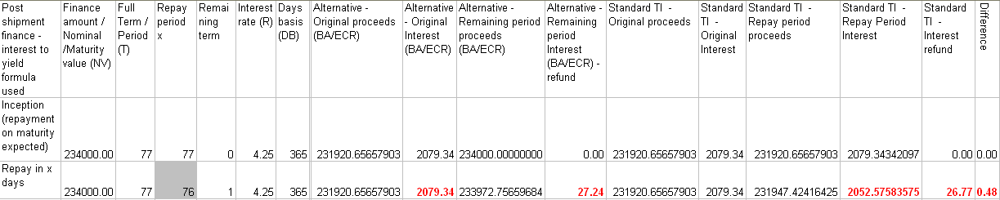 Post shipment finance - interest to yield formula used
Finance amount / Nominal /Maturity value (NV)
Full Term / Period (T)
Repay period x
Remaining term
Interest rate (R)
Days basis (DB)
Alternative - Original proceeds (BA/ECR)
Alternative - Original Interest (BA/ECR)
Alternative - Remaining period proceeds (BA/ECR)
Alternative - Remaining period Interest (BA/ECR) - refund
Standard TI - Original proceeds
Standard TI - Original Interest
Standard TI - Repay period proceeds
Standard TI - Repay Period Interest
Standard TI - Interest refund
Difference
Inception (repayment on maturity expected)
234000.00 77 77 0 4.25 365 231920.65657903 2079.34 234000.00000000 0.00 231920.65657903 2079.34 231920.65657903 2079.34342097 0.00 0.00
Repay in x days
234000.00 77 76 1 4.25 365 231920.65657903 2079.34 233972.75659684 27.24 231920.65657903 2079.34 231947.42416425 2052.57583575 26.77 0.48